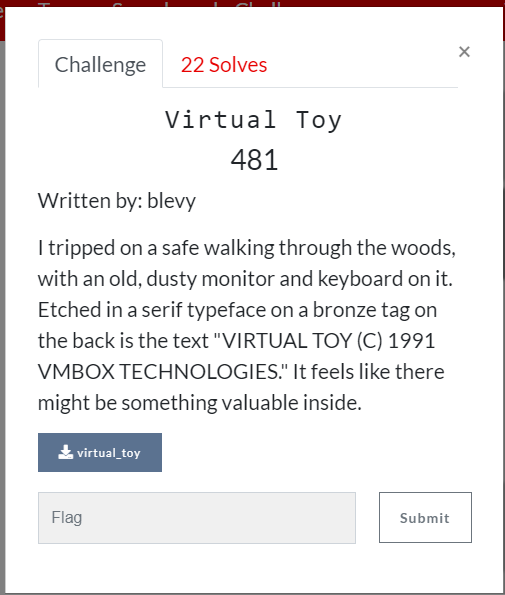 Challenge
22 Solves
×
Virtual Toy
481
Written by: blevy
I tripped on a safe walking through the woods,
with an old, dusty monitor and keyboard on it.
Etched in a serif typeface on a bronze tag on
the back is the text "VIRTUAL TOY (C) 1991
VMBOX TECHNOLOGIES." It feels like there
might be something valuable inside.
virtual_toy
Flag
Submit